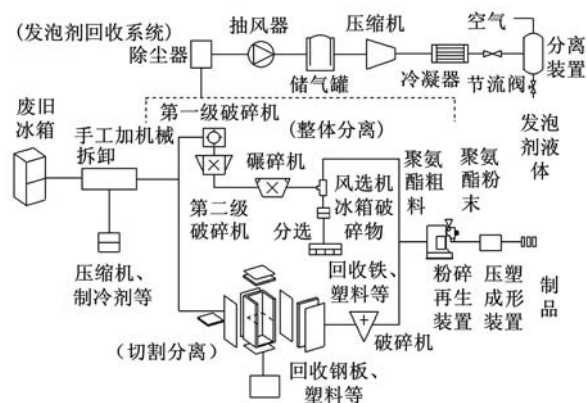 (发泡剂回收系统)
抽风器
压缩机
空气
除尘器
储气罐
冷凝器
节流阀
分离
装置
发泡
剂液
体
废旧
冰箱
手工加机械
拆卸
第一级破碎机
(整体分离)
碾碎机
第二级
破碎机
风选机
冰箱破
碎物
分选
聚氨
酯粗
料
聚氨
酯粉
末
压缩机、
制冷剂等
回收铁、
塑料等
粉碎
再生
装置
压塑
成形
装置
制
品
(切割分离)
破碎机
回收钢板、
塑料等